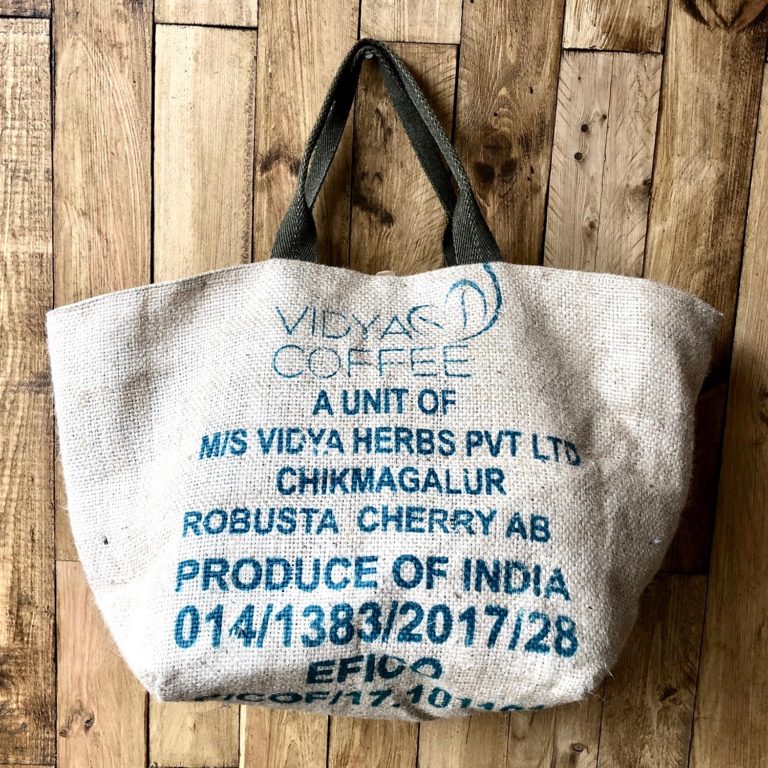 VIDYA
COFFEE
A UNIT OF
M/S VIDYA HERBS PVT LTD
CHIKMAGALUR
ROBUSTA CHERRY AB
PRODUCE OF INDIA
014/1383/2017/28
EFICO